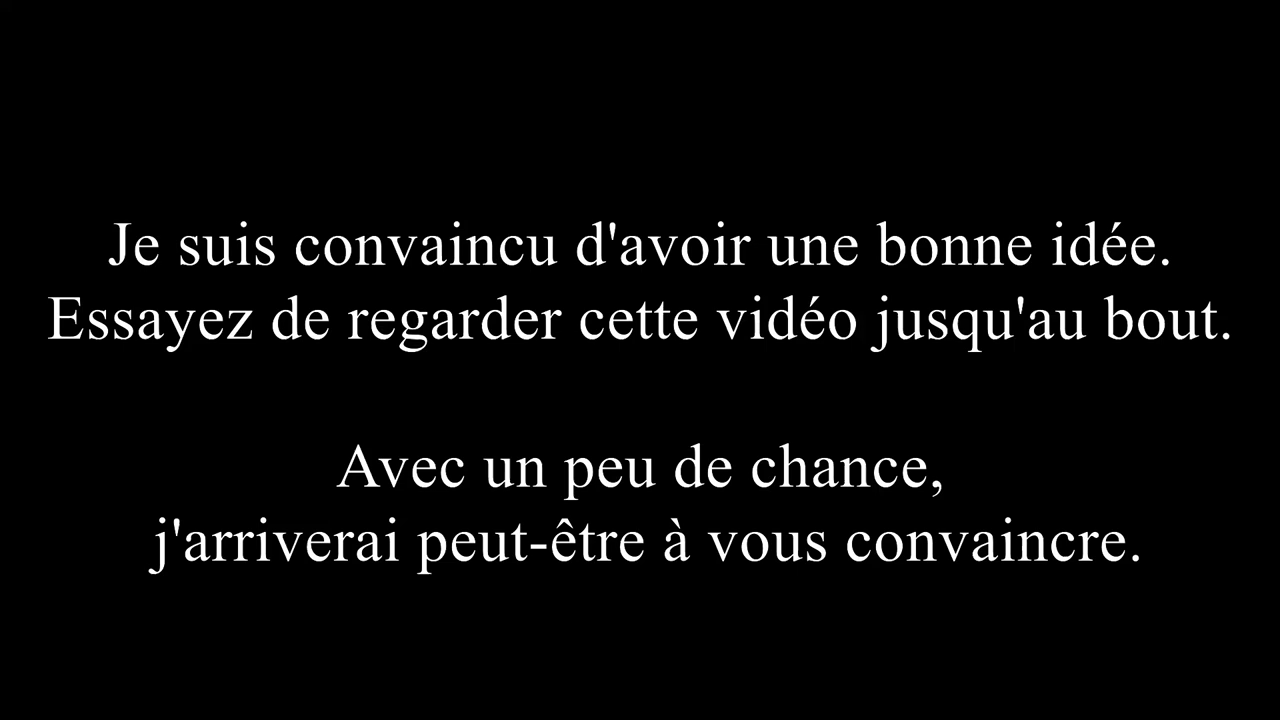 Je suis convaincu d'avoir une bonne idée.
Essayez de regarder cette vidéo jusqu'au bout.
Avec un peu de chance,
j'arriverai peut-être à vous convaincre.